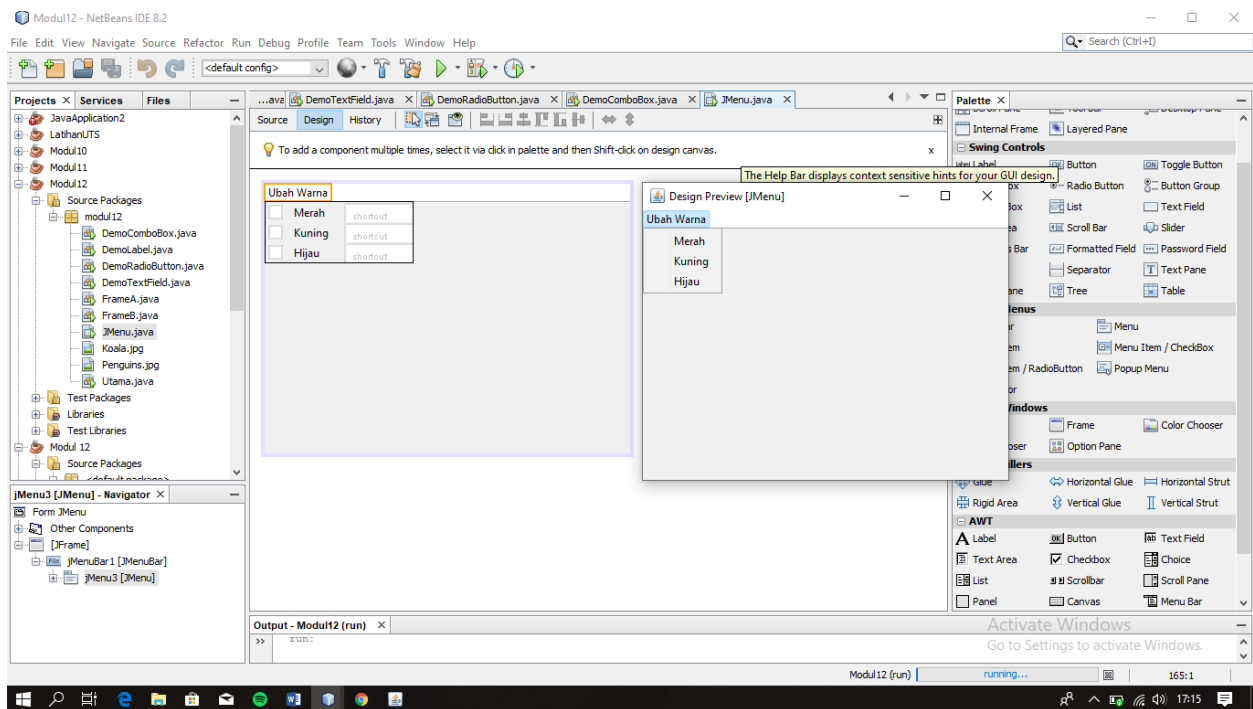 Modul12 - NetBeans IDE 8.2
File Edit View Navigate Source Refactor Run Debug Profile Team Tools Window Help
Search (Ctrl+I)
<default config>
Projects Services Files
...ava DemoTextField.java DemoRadioButton.java DemoComboBox.java JMenu.java
Source Design History
To add a component multiple times, select it via click in palette and then Shift-click on design canvas. x
The Help Bar displays context sensitive hints for your GUI design.
JavaApplication2
LatihanUTS
Modul10
Modul11
Modul12
Source Packages
modul12
DemoComboBox.java
DemoLabel.java
DemoRadioButton.java
DemoTextField.java
FrameA.java
FrameB.java
JMenu.java
Koala.jpg
Penguins.jpg
Utama.java
Test Packages
Libraries
Test Libraries
Modul 12
Source Packages
<default package>
Ubah Warna
Merah shortcut
Kuning shortcut
Hijau shortcut
Design Preview [JMenu]
Ubah Warna
Merah
Kuning
Hijau
Palette
Internal Frame Layered Pane
Swing Controls
Label Button Toggle Button
Radio Button Button Group
List Text Field
Scroll Bar Slider
Bar Formatted Field Password Field
Separator Text Pane
Tree Table
Menu
Menu Item / CheckBox
/ RadioButton Popup Menu
Frame Color Chooser
Option Pane
Glue Horizontal Glue Horizontal Strut
Rigid Area Vertical Glue Vertical Strut
AWT
Label Button Text Field
Text Area Checkbox Choice
List Scrollbar Scroll Pane
Panel Canvas Menu Bar
jMenu3 [JMenu] - Navigator
Form JMenu
Other Components
[JFrame]
jMenuBar1 [JMenuBar]
jMenu3 [JMenu]
Output - Modul12 (run)
run:
Activate Windows
Go to Settings to activate Windows.
Modul12 (run) running... 165:1
17:15